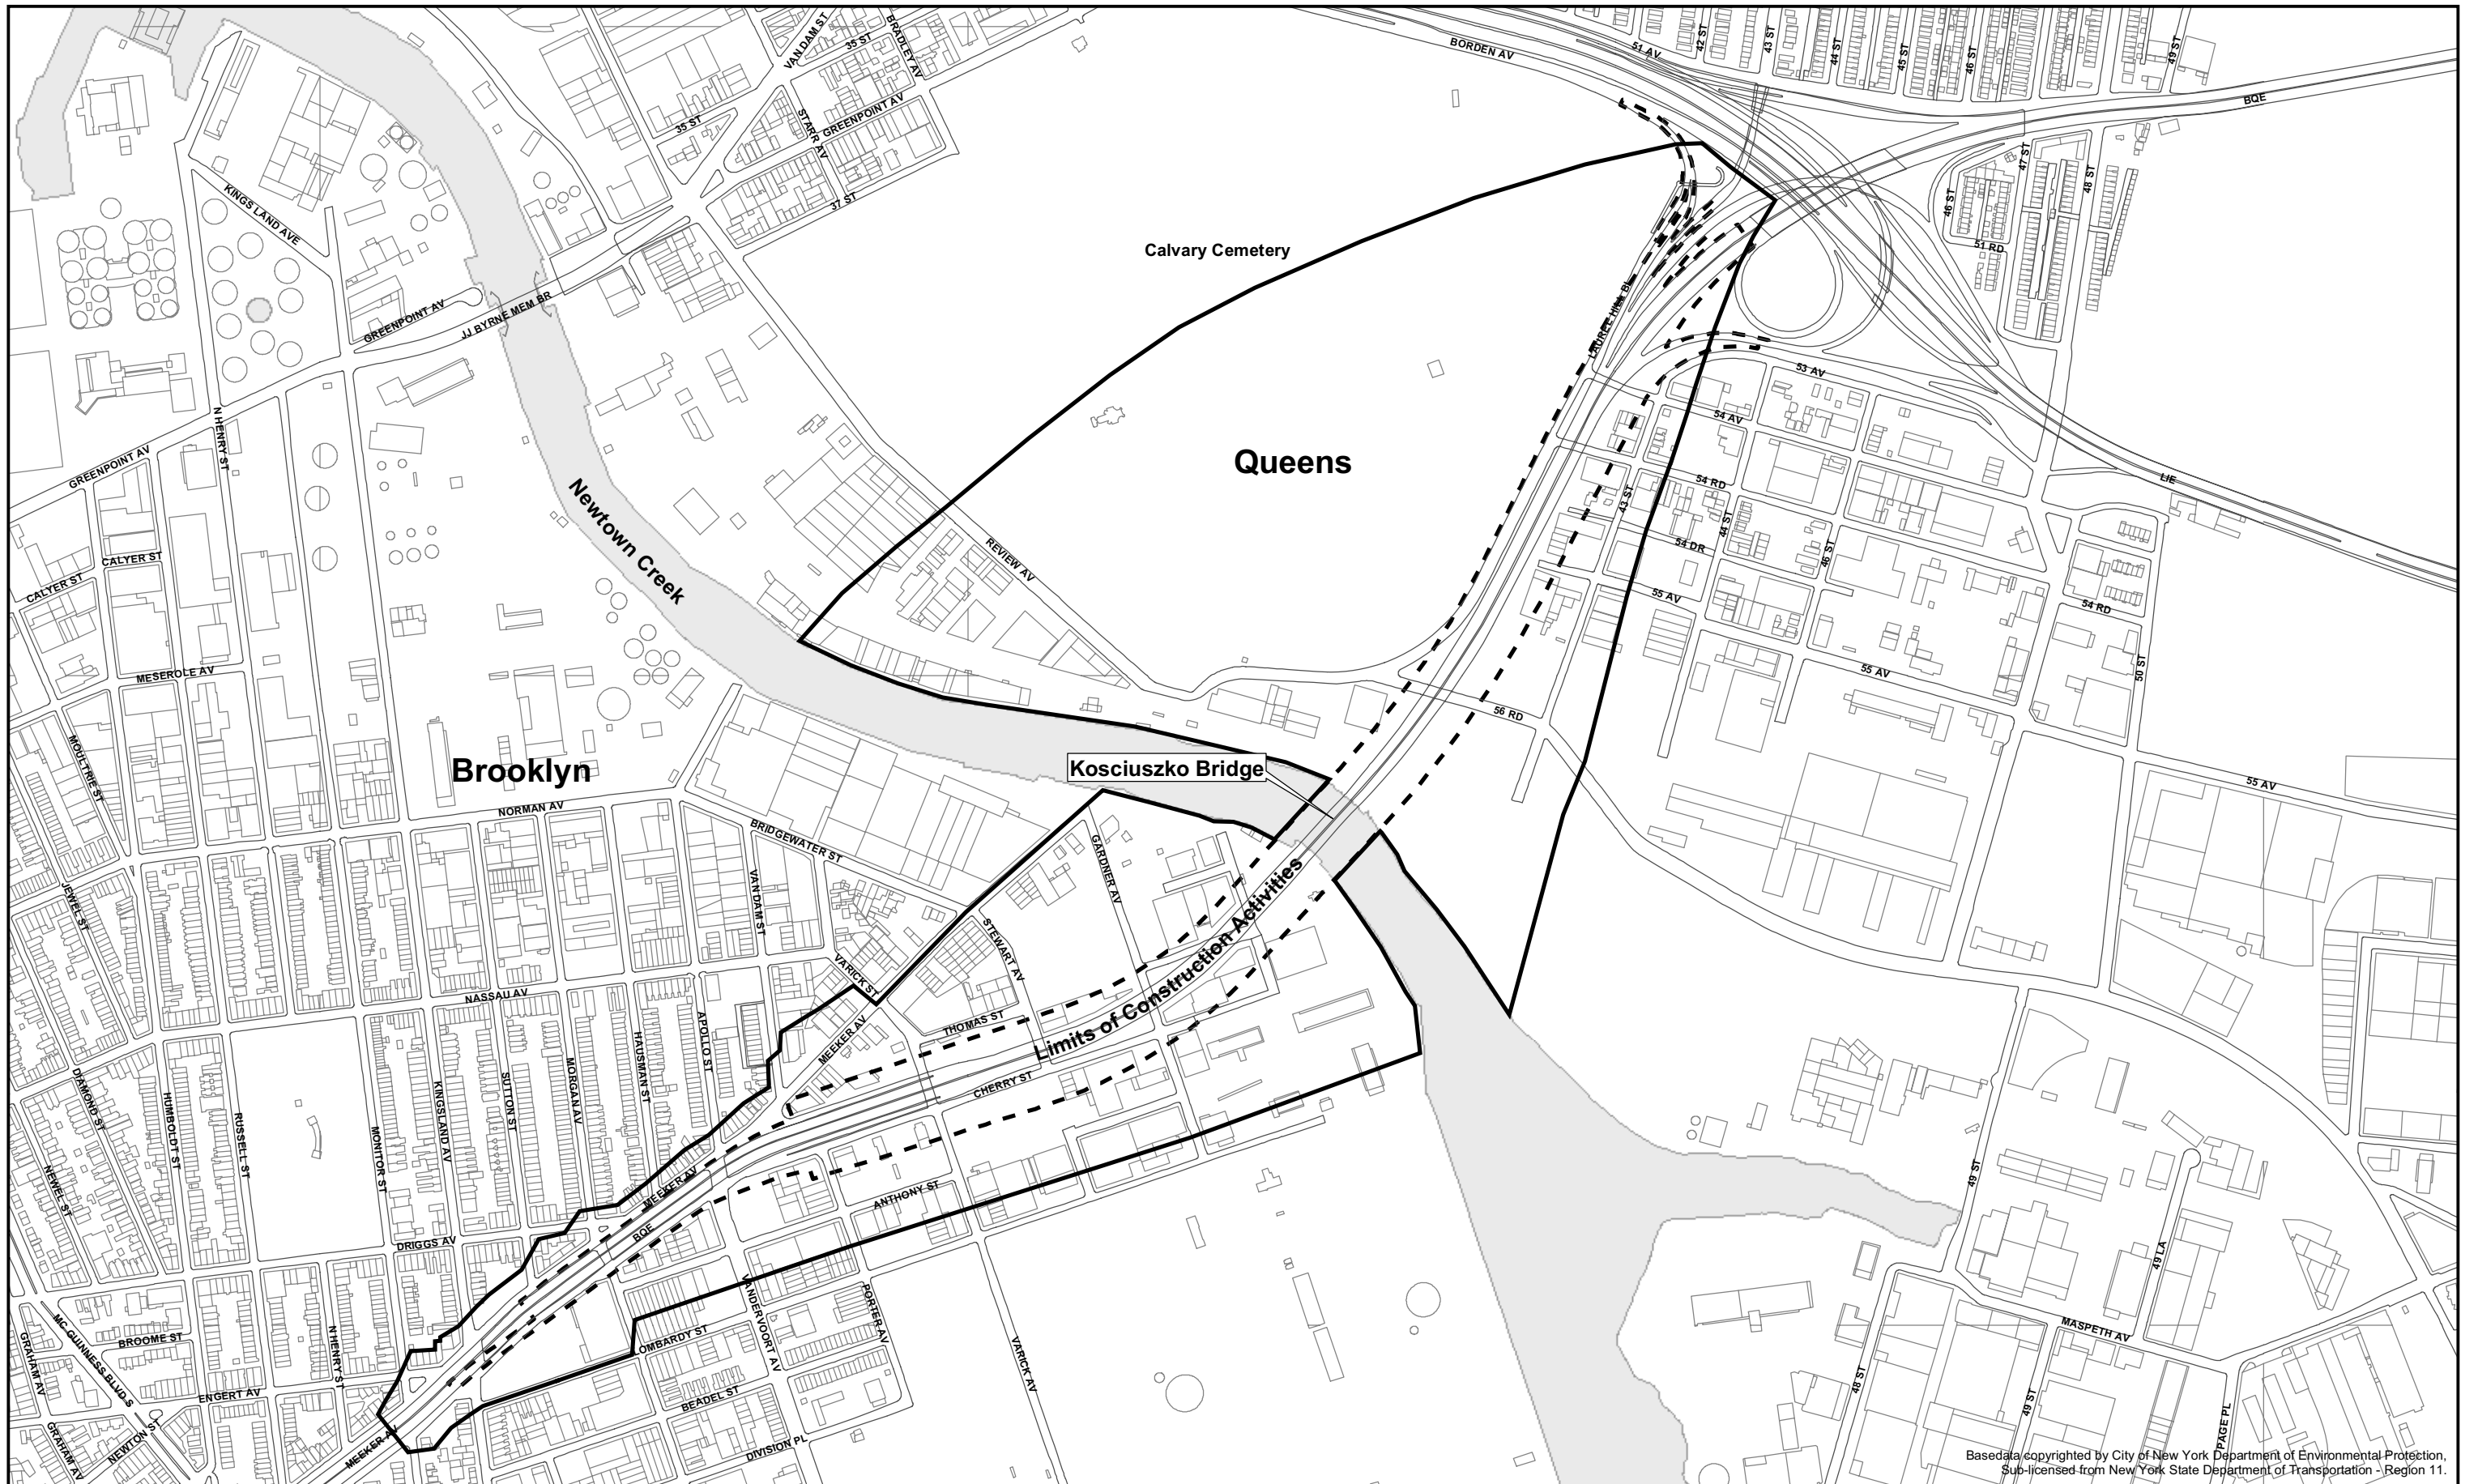 VAN DAM ST
35 ST
BRADLEY AV
BORDEN AV
51 AV
42 ST
43 ST
44 ST
45 ST
46 ST
49 ST
BQE
35 ST
STARR AV
GREENPOINT AV
37 ST
KINGS LAND AVE
Calvary Cemetery
46 ST
47 ST
48 ST
51 RD
GREENPOINT AV
JJ BYRNE MEM BR
LAUREL HILL BL
53 AV
54 AV
N HENRY ST
GREENPOINT AV
Queens
54 RD
43 ST
44 ST
LIE
Newtown Creek
REVIEW AV
54 DR
46 ST
CALYER ST
CALYER ST
55 AV
54 RD
MESEROLE AV
55 AV
50 ST
56 RD
MOULTRIE ST
Brooklyn
Kosciuszko Bridge
55 AV
NORMAN AV
BRIDGEWATER ST
GARDNER AV
JEWEL ST
VAN DAM ST
STEWART AV
Limits of Construction Activities
VARICK ST
NASSAU AV
MEEKER AV
THOMAS ST
APOLLO ST
HAUSMAN ST
MORGAN AV
SUTTON ST
KINGSLAND AV
MONITOR ST
RUSSELL ST
HUMBOLDT ST
DIAMOND ST
NEWEL ST
CHERRY ST
MEEKER AV
BQE
ANTHONY ST
49 ST
DRIGGS AV
49 LA
VANDERVOORT AV
PORTER AV
MC GUINNESS BLVD S
BROOME ST
GRAHAM AV
N HENRY ST
LOMBARDY ST
VARICK AV
MASPETH AV
ENGERT AV
BEADEL ST
48 ST
49 ST
PAGE PL
GRAHAM AV
NEWTON ST
MEEKER AV
DIVISION PL
Basedata copyrighted by City of New York Department of Environmental Protection,
Sub-licensed from New York State Department of Transportation - Region 11.